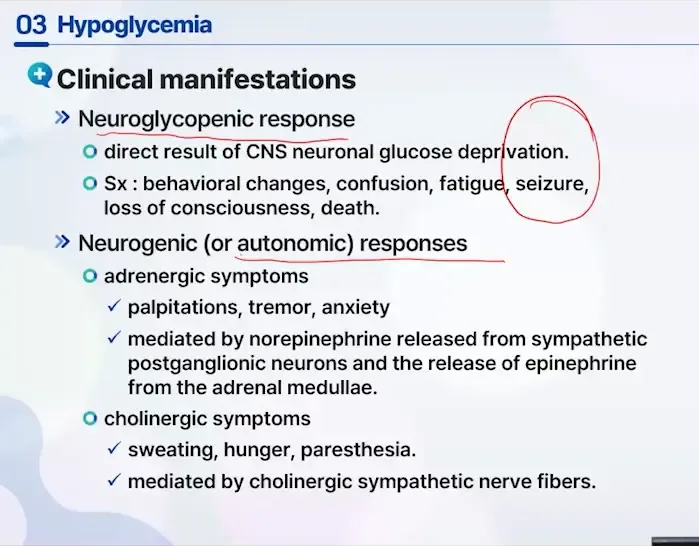 03 Hypoglycemia
Clinical manifestations
Neuroglycopenic response
direct result of CNS neuronal glucose deprivation.
Sx : behavioral changes, confusion, fatigue, seizure,
loss of consciousness, death.
Neurogenic (or autonomic) responses
adrenergic symptoms
palpitations, tremor, anxiety
mediated by norepinephrine released from sympathetic
postganglionic neurons and the release of epinephrine
from the adrenal medullae.
cholinergic symptoms
sweating, hunger, paresthesia.
mediated by cholinergic sympathetic nerve fibers.